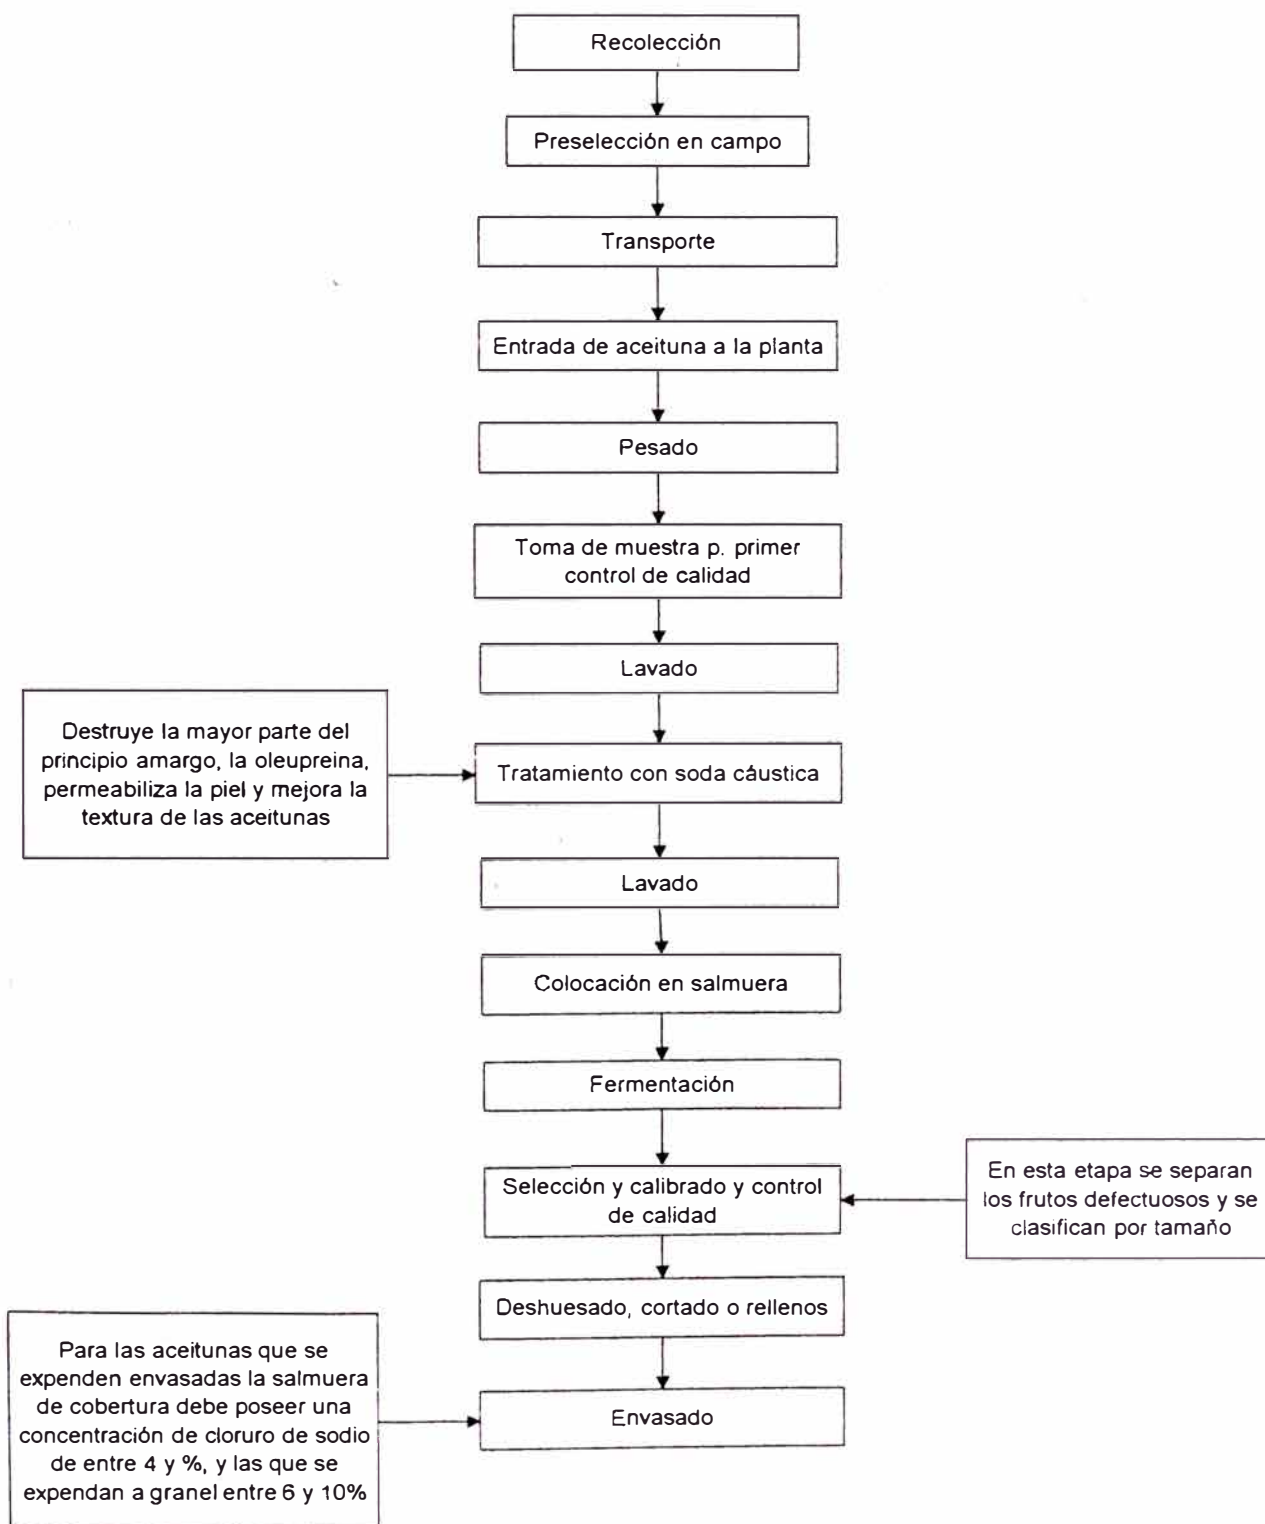 Recolección
Preselección en campo
Transporte
Entrada de aceituna a la planta
Pesado
Toma de muestra p. primer
control de calidad
Lavado
Destruye la mayor parte del
principio amargo, la oleupreina,
permeabiliza la piel y mejora la
textura de las aceitunas
Tratamiento con soda cáustica
Lavado
Colocación en salmuera
Fermentación
Selección y calibrado y control
de calidad
En esta etapa se separan
los frutos defectuosos y se
clasifican por tamaño
Deshuesado, cortado o rellenos
Para las aceitunas que se
expenden envasadas la salmuera
de cobertura debe poseer una
concentración de cloruro de sodio
de entre 4 y %, y las que se
expendan a granel entre 6 y 10%
Envasado